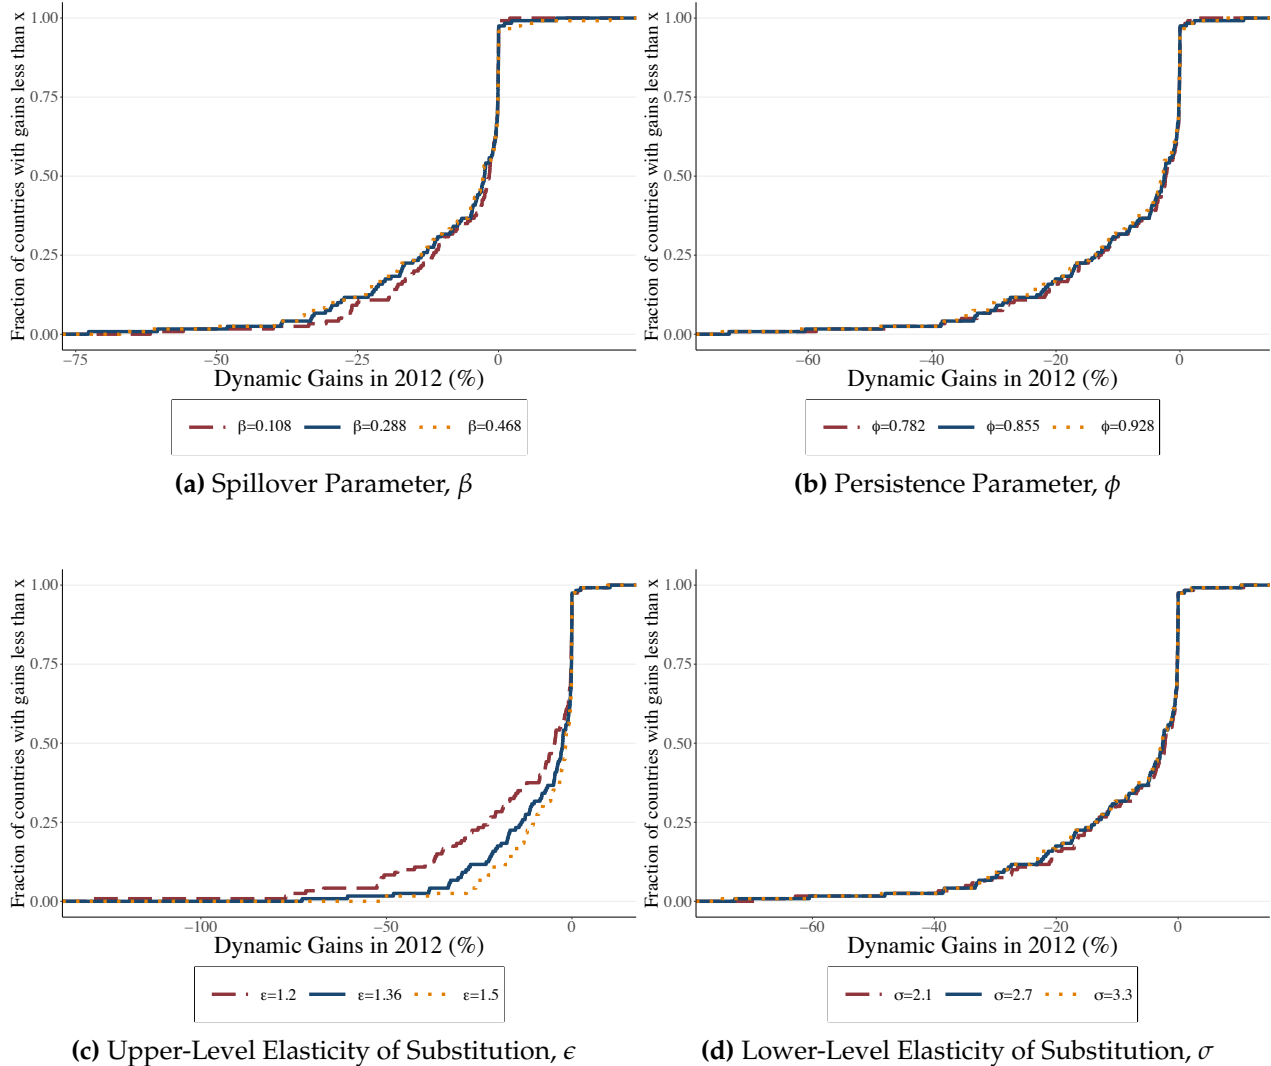 Fraction of countries with gains less than x
1.00
0.75
0.50
0.25
0.00
−75
−50
−25
0
Dynamic Gains in 2012 (%)
β=0.108
β=0.288
β=0.468
(a) Spillover Parameter, β
Fraction of countries with gains less than x
1.00
0.75
0.50
0.25
0.00
−60
−40
−20
0
Dynamic Gains in 2012 (%)
ϕ=0.782
ϕ=0.855
ϕ=0.928
(b) Persistence Parameter, ϕ
Fraction of countries with gains less than x
1.00
0.75
0.50
0.25
0.00
−100
−50
0
Dynamic Gains in 2012 (%)
ε=1.2
ε=1.36
ε=1.5
(c) Upper-Level Elasticity of Substitution, ϵ
Fraction of countries with gains less than x
1.00
0.75
0.50
0.25
0.00
−60
−40
−20
0
Dynamic Gains in 2012 (%)
σ=2.1
σ=2.7
σ=3.3
(d) Lower-Level Elasticity of Substitution, σ